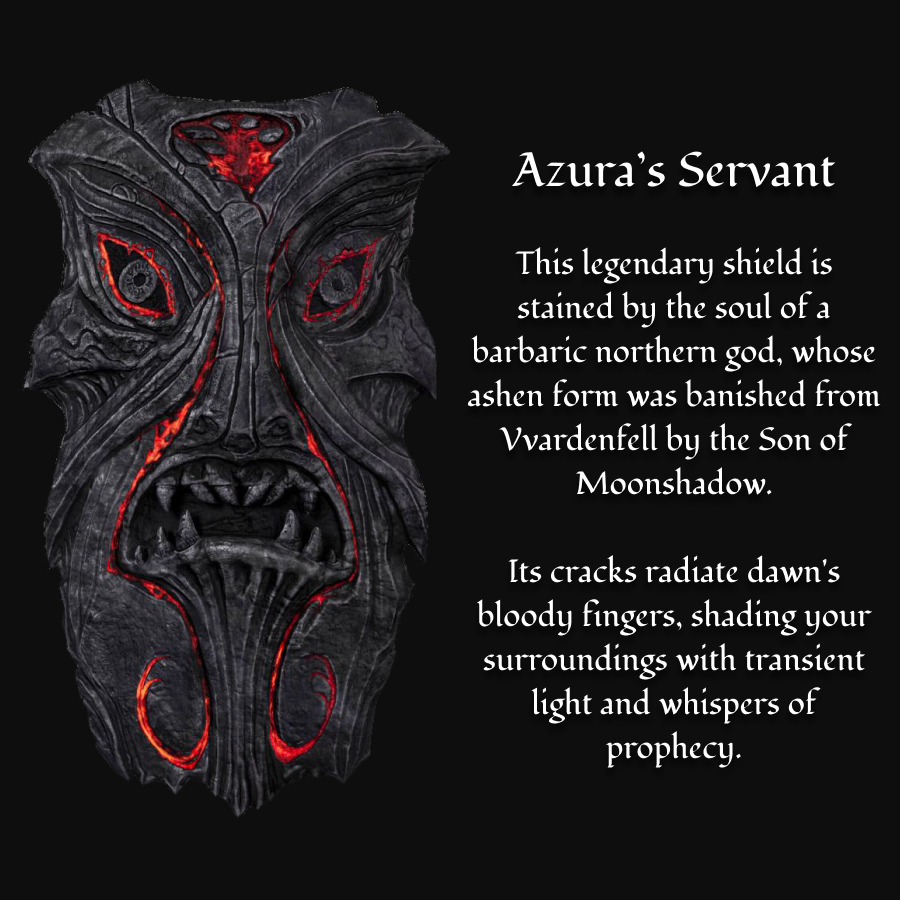 Azura's Servant
This legendary shield is
stained by the soul of a
barbaric northern god, whose
ashen form was banished from
Vvardenfell by the Son of
Moonshadow.
Its cracks radiate dawn's
bloody fingers, shading your
surroundings with transient
light and whispers of
prophecy.